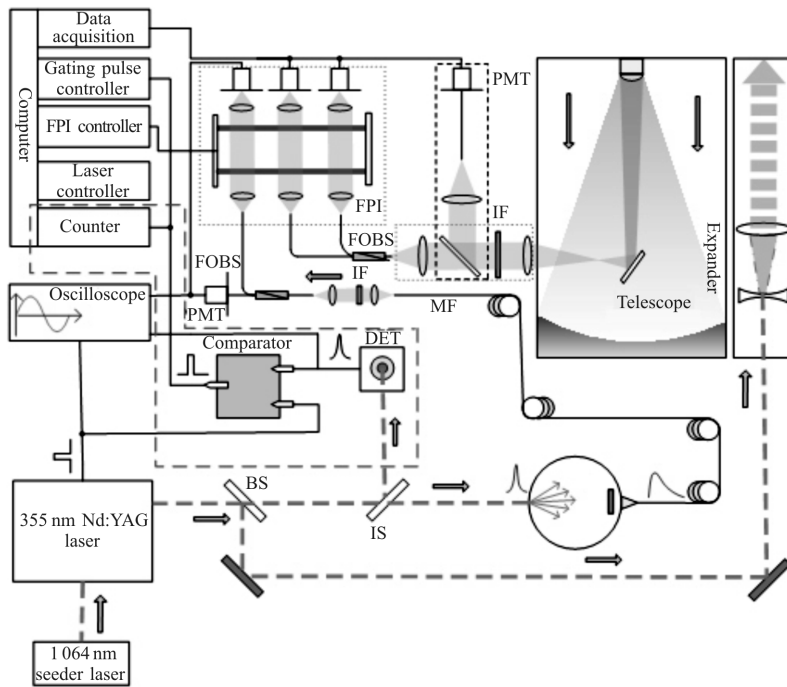 Data
acquisition
Gating pulse
controller
FPI controller
Laser
controller
Counter
Computer
PMT
FPI
IF
FOBS
FOBS
IF
PMT
MF
Telescope
Expander
Oscilloscope
Comparator
DET
BS
IS
355 nm Nd:YAG
laser
1 064 nm
seeder laser